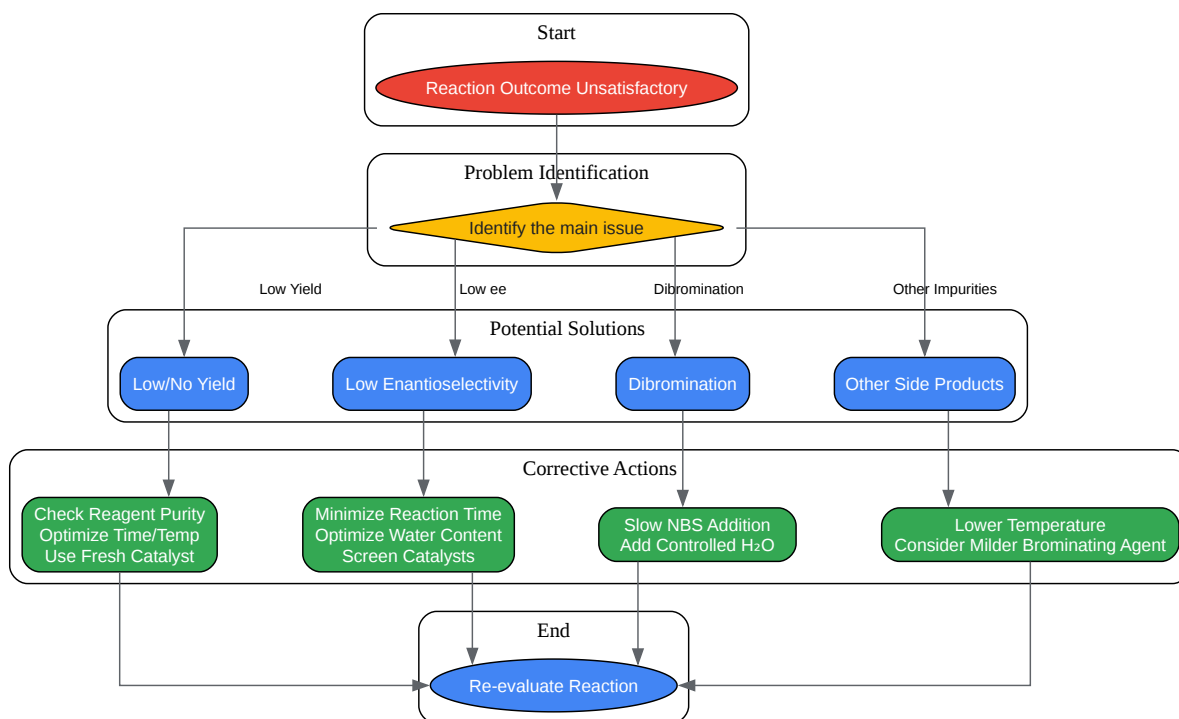 Start
Reaction Outcome Unsatisfactory
Problem Identification
Identify the main issue
Low Yield
Low ee
Dibromination
Other Impurities
Potential Solutions
Low/No Yield
Low Enantioselectivity
Dibromination
Other Side Products
Corrective Actions
Check Reagent Purity
Optimize Time/Temp
Use Fresh Catalyst
Minimize Reaction Time
Optimize Water Content
Screen Catalysts
Slow NBS Addition
Add Controlled H₂O
Lower Temperature
Consider Milder Brominating Agent
End
Re-evaluate Reaction